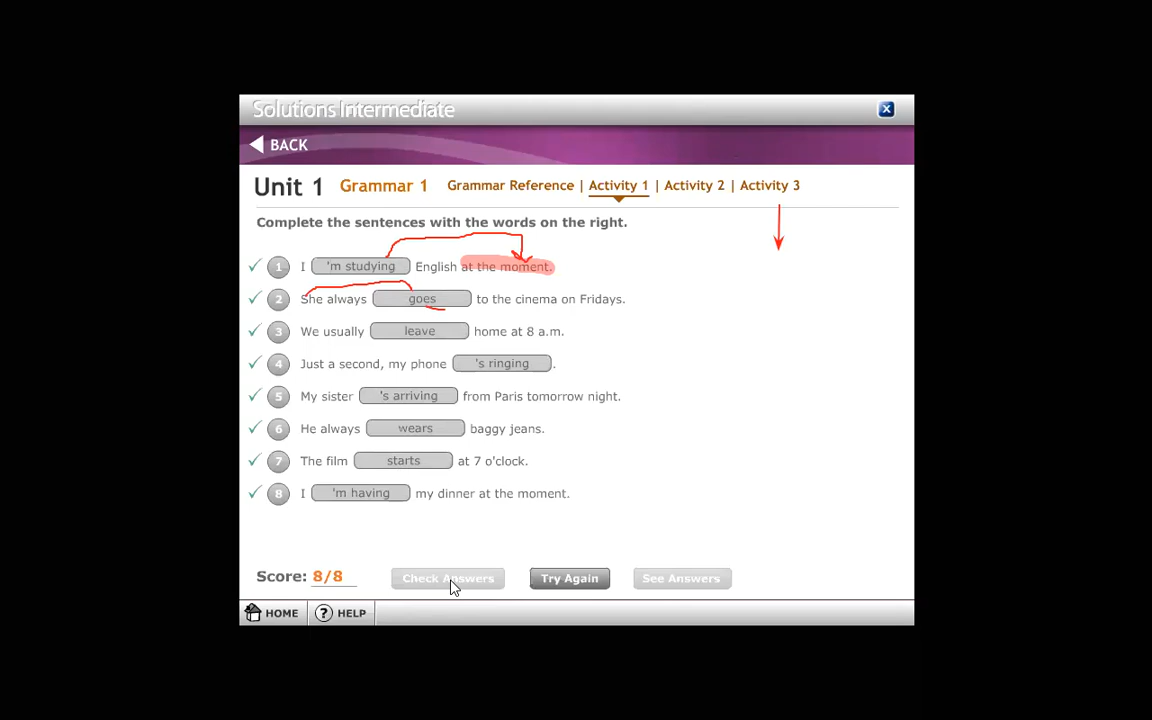 Solutions Intermediate
X
BACK
Unit 1 Grammar 1 Grammar Reference | Activity 1 | Activity 2 | Activity 3
Complete the sentences with the words on the right.
1 I 'm studying English at the moment.
2 She always goes to the cinema on Fridays.
3 We usually leave home at 8 a.m.
4 Just a second, my phone 's ringing.
5 My sister 's arriving from Paris tomorrow night.
6 He always wears baggy jeans.
7 The film starts at 7 o'clock.
8 I 'm having my dinner at the moment.
Score: 8/8 Check Answers Try Again See Answers
HOME ? HELP